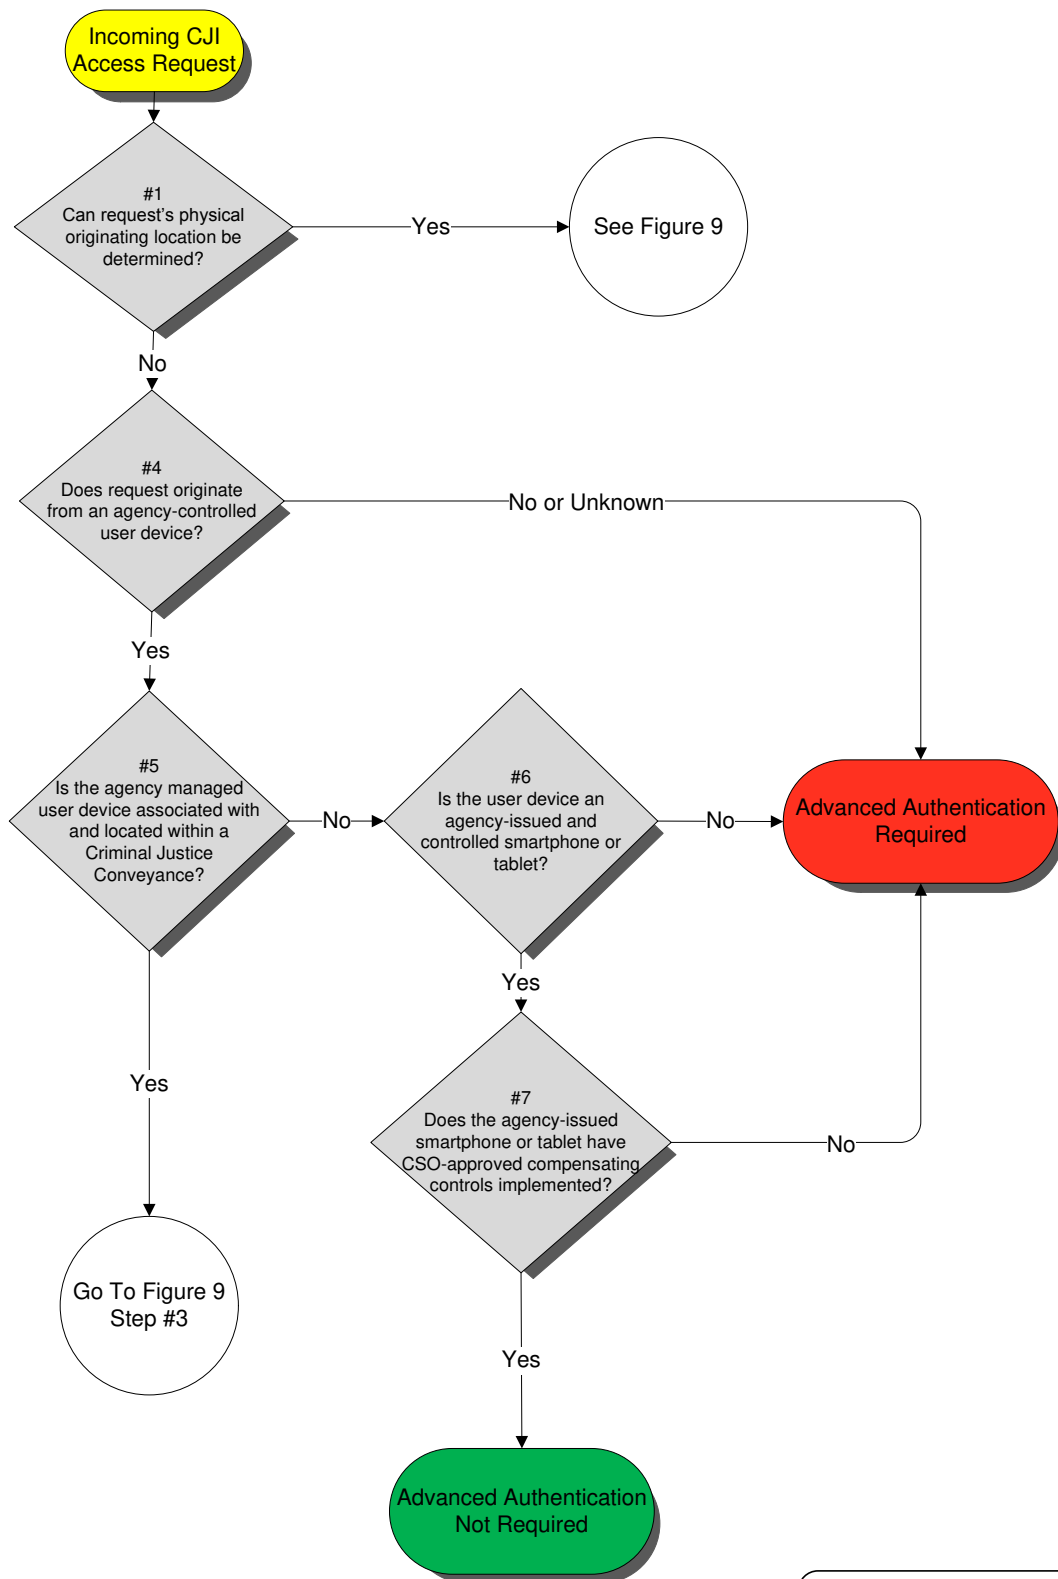 Incoming CJI
Access Request
#1
Can request's physical
originating location be
determined?
Yes
See Figure 9
No
#4
Does request originate
from an agency-controlled
user device?
No or Unknown
Yes
#5
Is the agency managed
user device associated with
and located within a
Criminal Justice
Conveyance?
No
#6
Is the user device an
agency-issued and
controlled smartphone or
tablet?
No
Advanced Authentication
Required
Yes
Yes
#7
Does the agency-issued
smartphone or tablet have
CSO-approved compensating
controls implemented?
No
Go To Figure 9
Step #3
Yes
Advanced Authentication
Not Required